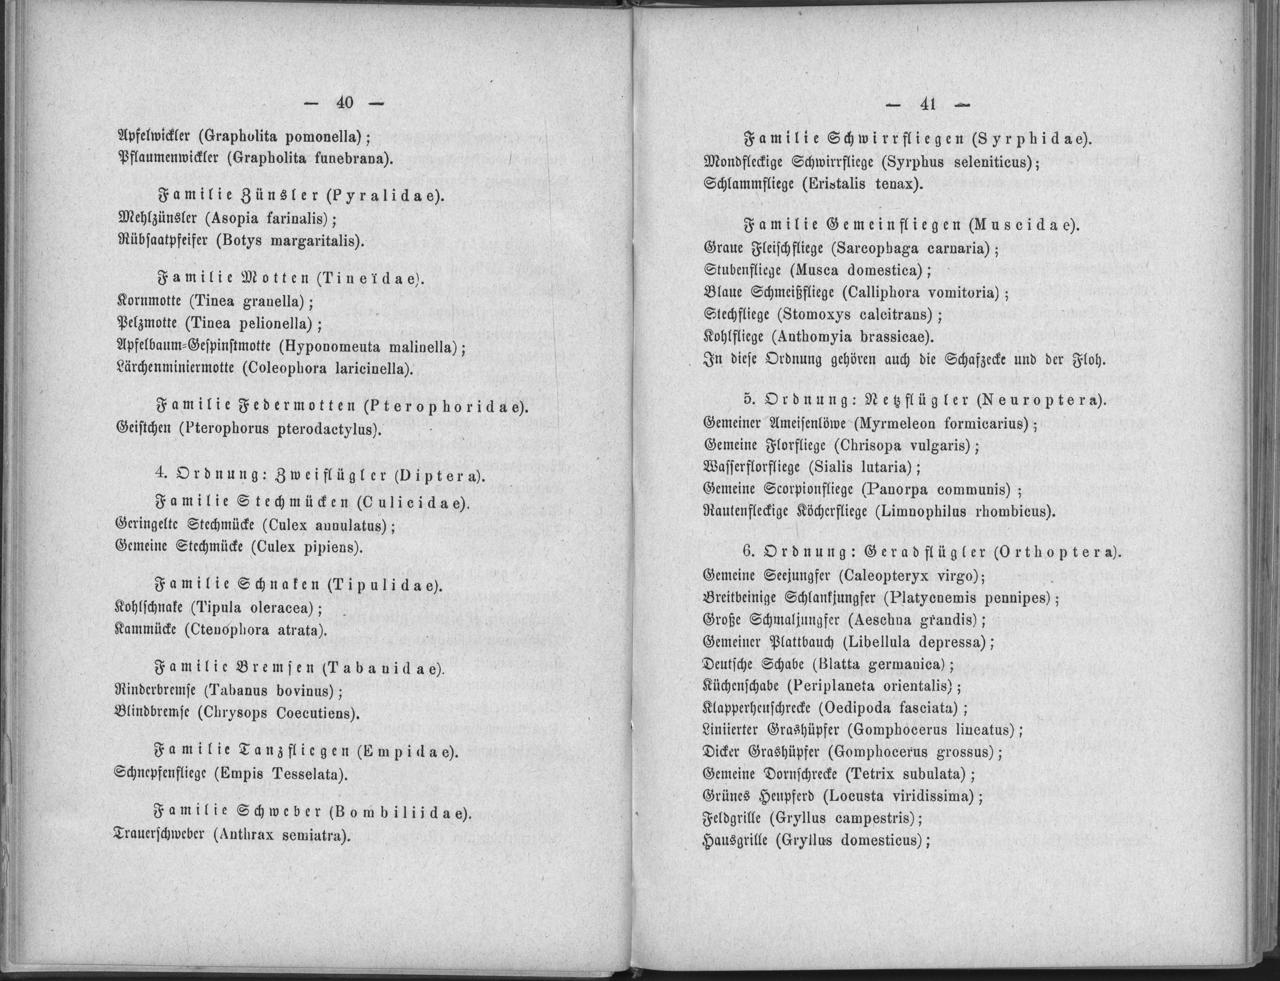 — 40 —
Apfelwickler (Grapholita pomonella);
Pflaumenwickler (Grapholita funebrana).
Familie Zünsler (Pyralidae).
Mehlzünsler (Asopia farinalis);
Rübsaatpfeifer (Botys margaritalis).
Familie Motten (Tineïdae).
Kornmotte (Tinea granella);
Pelzmotte (Tinea pelionella);
Apfelbaum=Gespinstmotte (Hyponomeuta malinella);
Lärchenminiermotte (Coleophora laricinella).
Familie Federmotten (Pterophoridae).
Geistchen (Pterophorus pterodactylus).
4. Ordnung: Zweiflügler (Diptera).
Familie Stechmücken (Culicidae).
Geringelte Stechmücke (Culex annulatus);
Gemeine Stechmücke (Culex pipiens).
Familie Schnaken (Tipulidae).
Kohlschnake (Tipula oleracea);
Kammücke (Ctenophora atrata).
Familie Bremsen (Tabanidae).
Rinderbremse (Tabanus bovinus);
Blindbremse (Chrysops Coecutiens).
Familie Tanzfliegen (Empidae).
Schnepfenfliege (Empis Tesselata).
Familie Schweber (Bombiliidae).
Trauerschweber (Anthrax semiatra).
— 41 —
Familie Schwirrfliegen (Syrphidae).
Mondfleckige Schwirrfliege (Syrphus seleniticus);
Schlammfliege (Eristalis tenax).
Familie Gemeinfliegen (Muscidae).
Graue Fleischfliege (Sarcophaga carnaria);
Stubenfliege (Musca domestica);
Blaue Schmeißfliege (Calliphora vomitoria);
Stechfliege (Stomoxys calcitrans);
Kohlfliege (Anthomyia brassicae).
In diese Ordnung gehören auch die Schafzecke und der Floh.
5. Ordnung: Netzflügler (Neuroptera).
Gemeiner Ameisenlöwe (Myrmeleon formicarius);
Gemeine Florfliege (Chrisopa vulgaris);
Wasserflorfliege (Sialis lutaria);
Gemeine Scorpionfliege (Panorpa communis);
Rautenfleckige Köcherfliege (Limnophilus rhombicus).
6. Ordnung: Geradflügler (Orthoptera).
Gemeine Seejungfer (Caleopteryx virgo);
Breitbeinige Schlankjungfer (Platycnemis pennipes);
Große Schmaljungfer (Aeschna grandis);
Gemeiner Plattbauch (Libellula depressa);
Deutsche Schabe (Blatta germanica);
Küchenschabe (Periplaneta orientalis);
Klapperheuschrecke (Oedipoda fasciata);
Liniierter Grashüpfer (Gomphocerus lineatus);
Dicker Grashüpfer (Gomphocerus grossus);
Gemeine Dornschrecke (Tetrix subulata);
Grünes Heupferd (Locusta viridissima);
Feldgrille (Gryllus campestris);
Hausgrille (Gryllus domesticus);